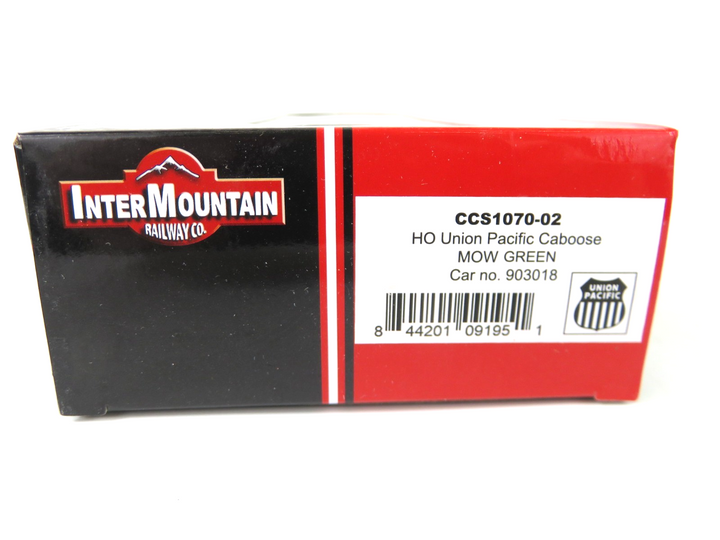 INTERMOUNTAIN
RAILWAY CO.
CCS1070-02
HO Union Pacific Caboose
MOW GREEN
Car no. 903018
8 44201 09195 1
UNION
PACIFIC